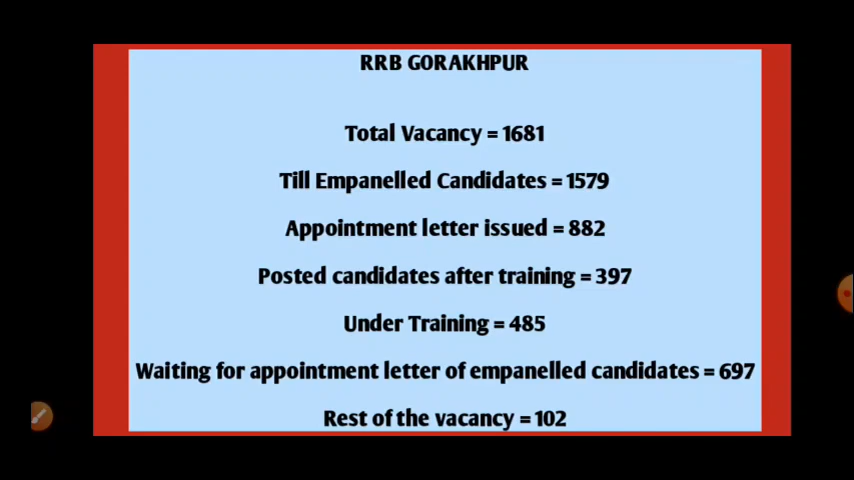 RRB GORAKHPUR
Total Vacancy = 1681
Till Empanelled Candidates = 1579
Appointment letter issued = 882
Posted candidates after training = 397
Under Training = 485
Waiting for appointment letter of empanelled candidates = 697
Rest of the vacancy = 102